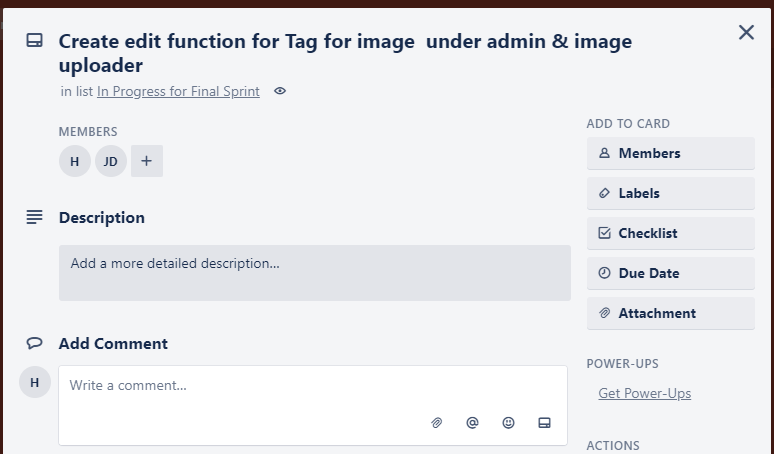 Create edit function for Tag for image  under admin & image
uploader
in list In Progress for Final Sprint
MEMBERS
H JD +
Description
Add a more detailed description...
Add Comment
H
Write a comment...
ADD TO CARD
Members
Labels
Checklist
Due Date
Attachment
POWER-UPS
Get Power-Ups
ACTIONS